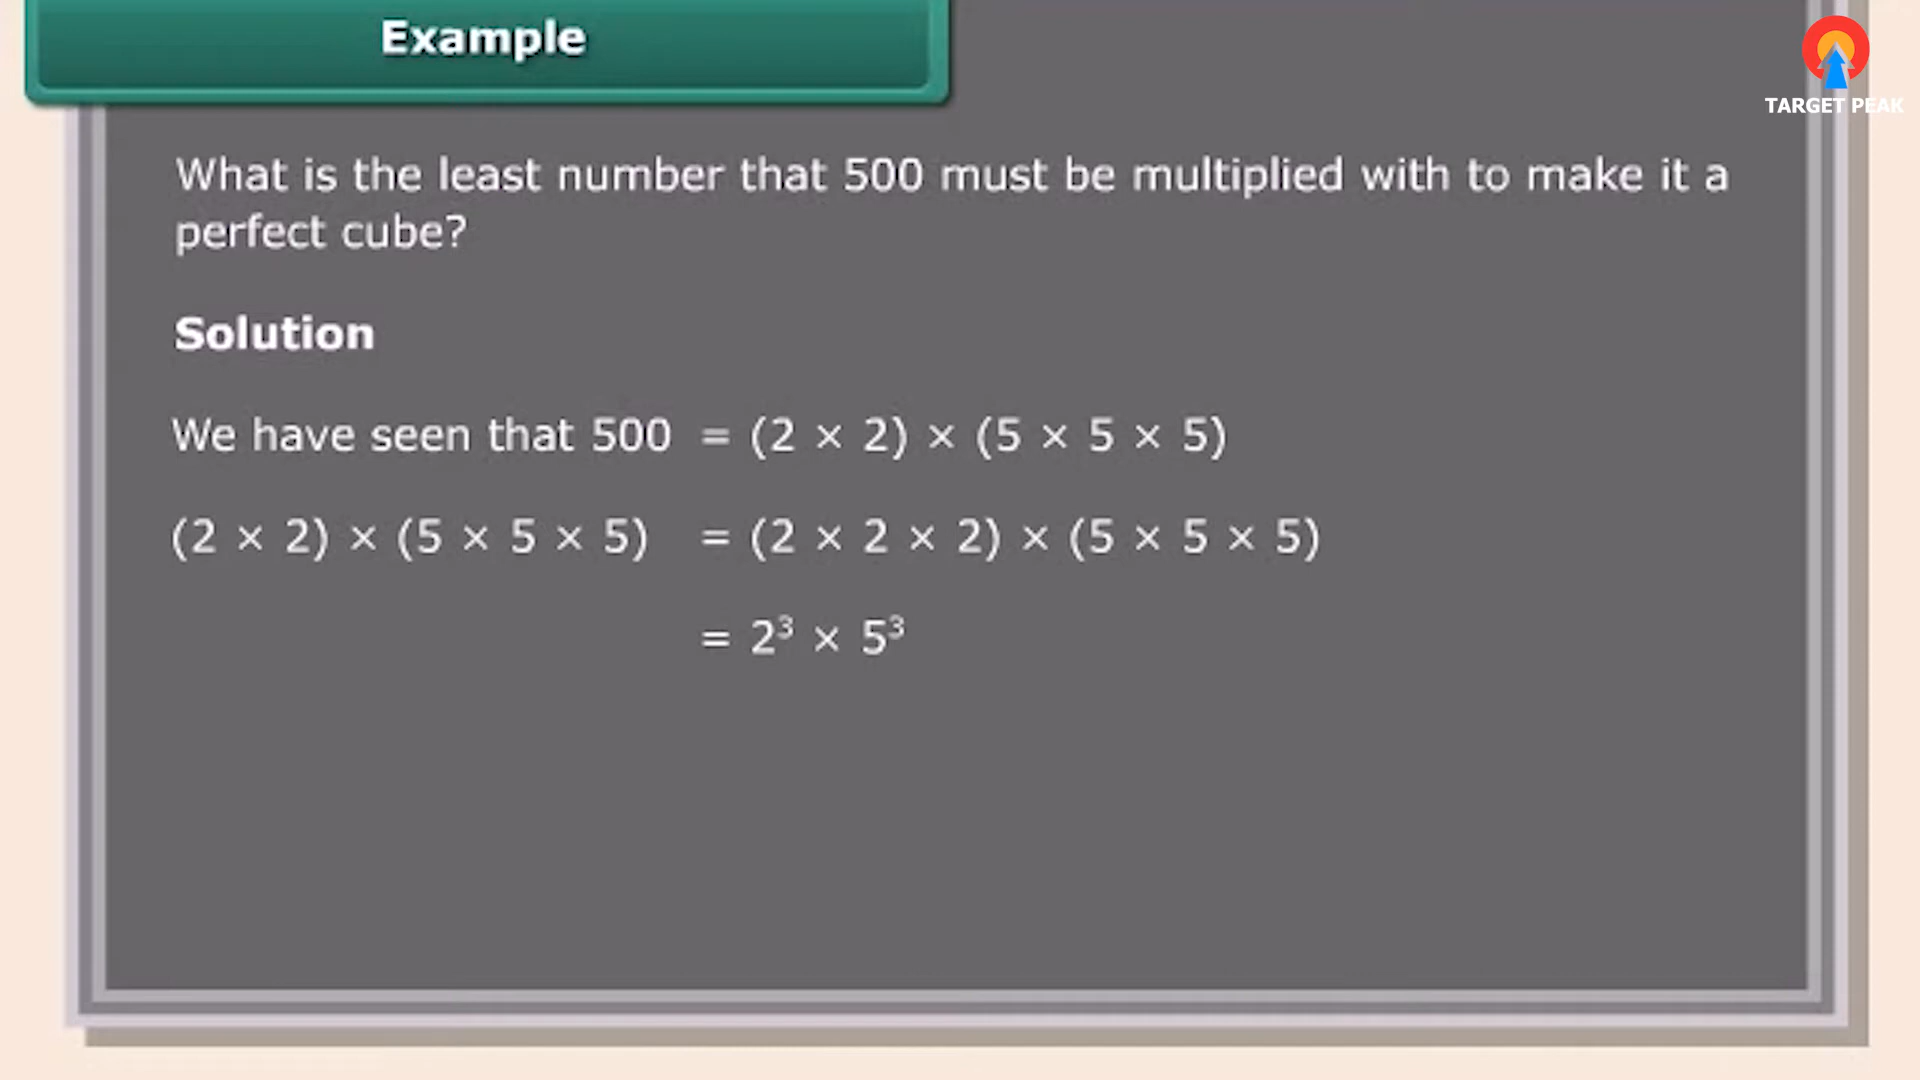 Example
TARGET PEAK
What is the least number that 500 must be multiplied with to make it a
perfect cube?
Solution
We have seen that 500 = (2 × 2) × (5 × 5 × 5)
(2 × 2) × (5 × 5 × 5) = (2 × 2 × 2) × (5 × 5 × 5)
= 2³ × 5³